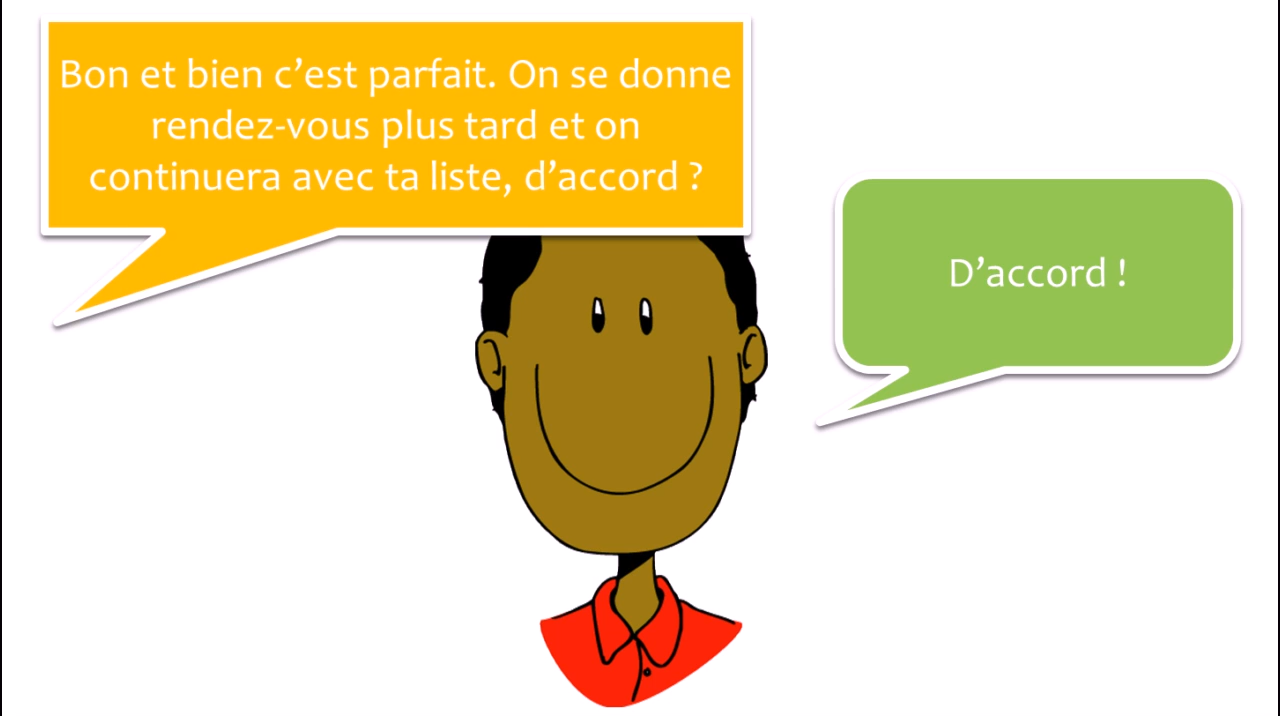 Bon et bien c’est parfait. On se donne
rendez-vous plus tard et on
continuera avec ta liste, d’accord ?
D’accord !